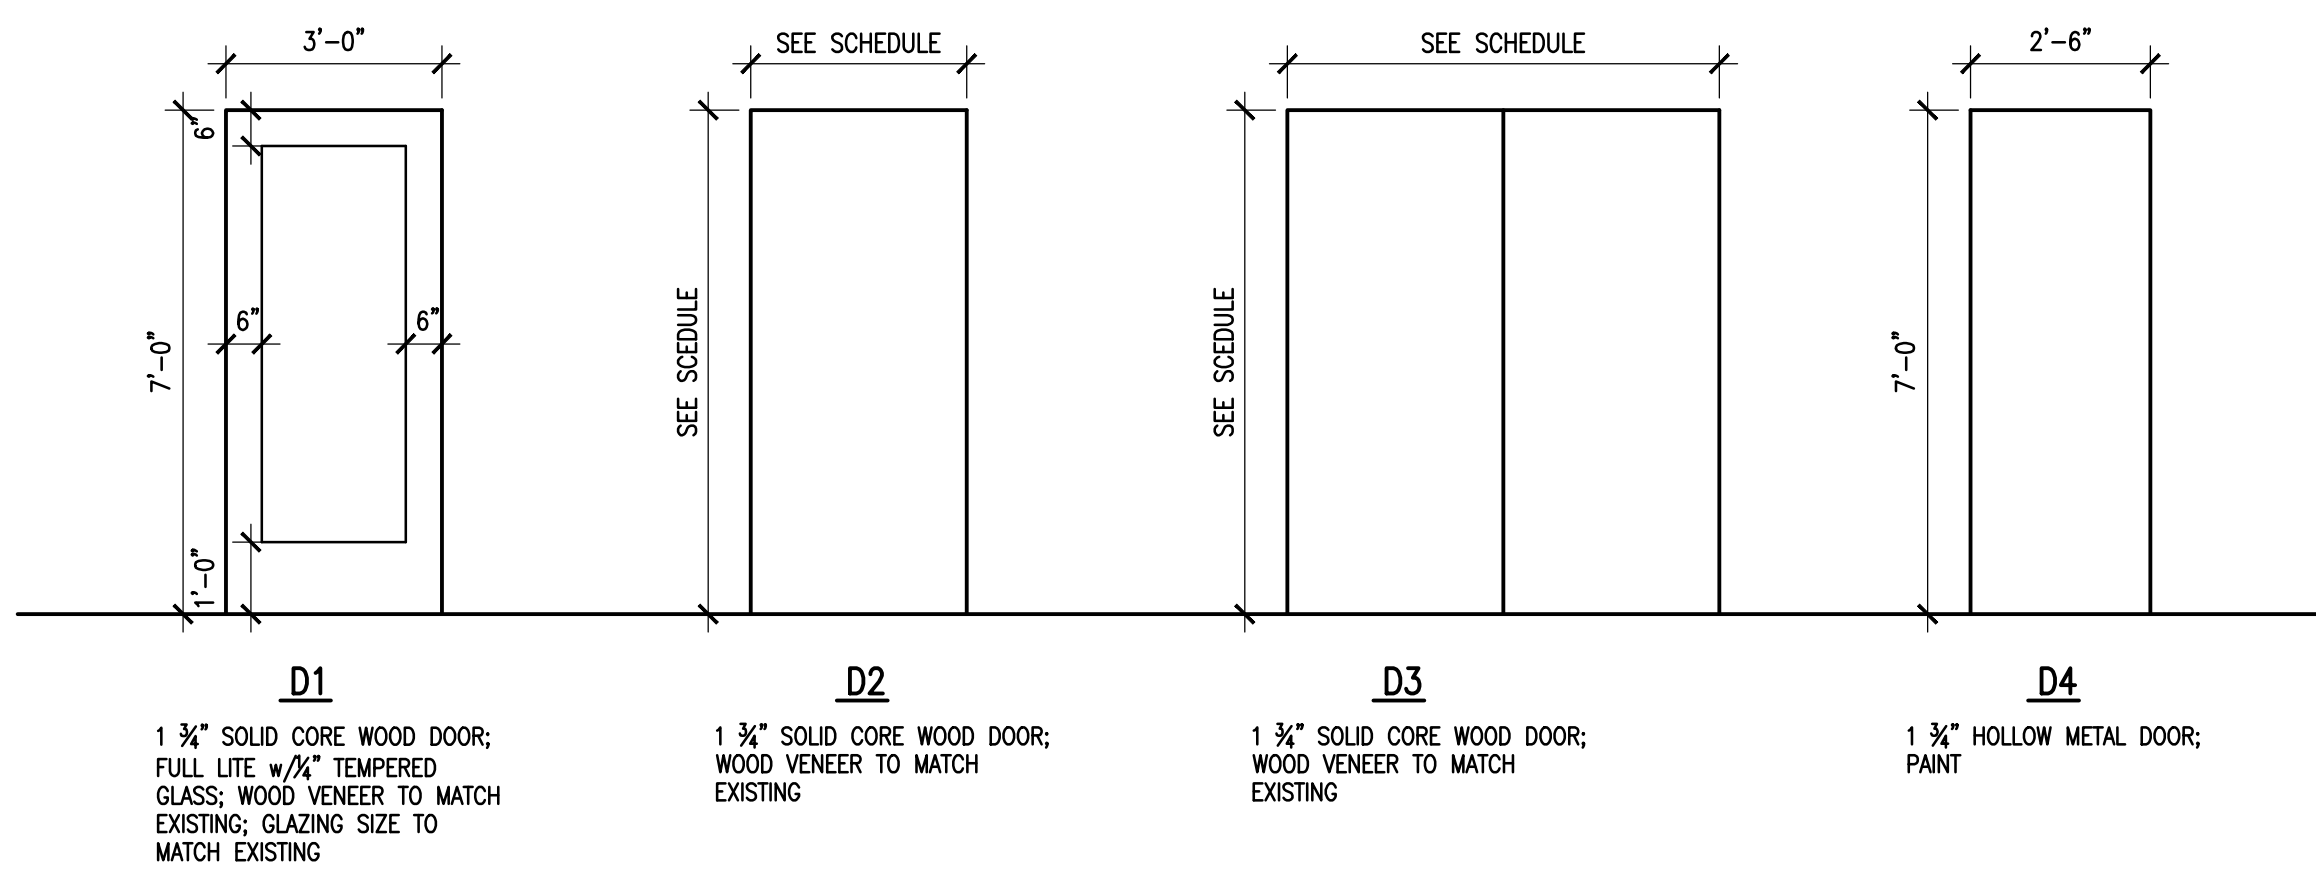 3'-0"
SEE SCHEDULE
SEE SCHEDULE
2'-6"
6"
6"
6"
7'-0"
1'-0"
SEE SCEDULE
SEE SCEDULE
7'-0"
D1
1 ¾" SOLID CORE WOOD DOOR;
FULL LITE w/¼" TEMPERED
GLASS; WOOD VENEER TO MATCH
EXISTING; GLAZING SIZE TO
MATCH EXISTING
D2
1 ¾" SOLID CORE WOOD DOOR;
WOOD VENEER TO MATCH
EXISTING
D3
1 ¾" SOLID CORE WOOD DOOR;
WOOD VENEER TO MATCH
EXISTING
D4
1 ¾" HOLLOW METAL DOOR;
PAINT